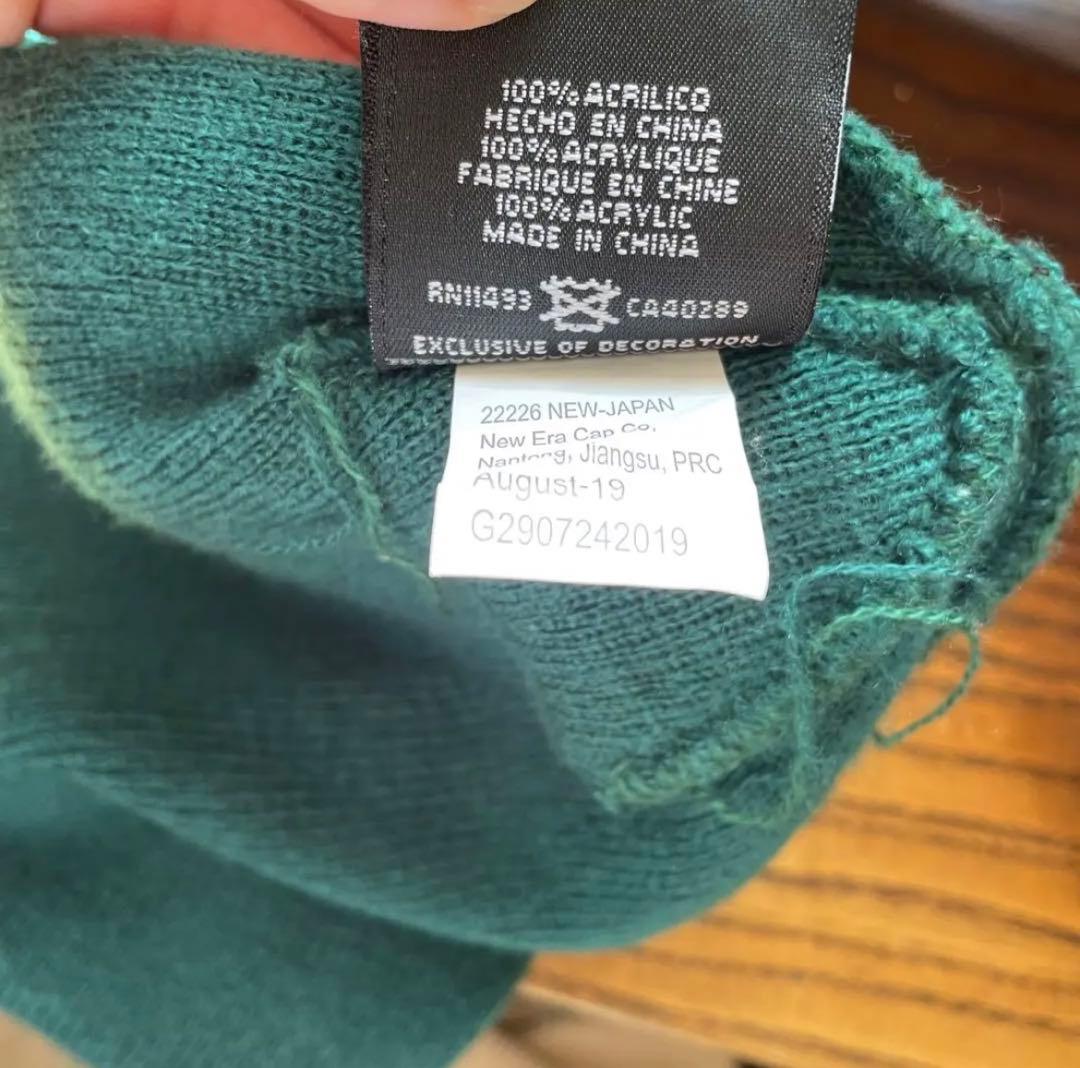 100% ACRILICO
HECHO EN CHINA
100% ACRYLIQUE
FABRIQUE EN CHINE
100% ACRYLIC
MADE IN CHINA
RN11493 CA40289
EXCLUSIVE OF DECORATION
22226 NEW-JAPAN
New Era Cap Co,
Nantong, Jiangsu, PRC
August-19
G2907242019